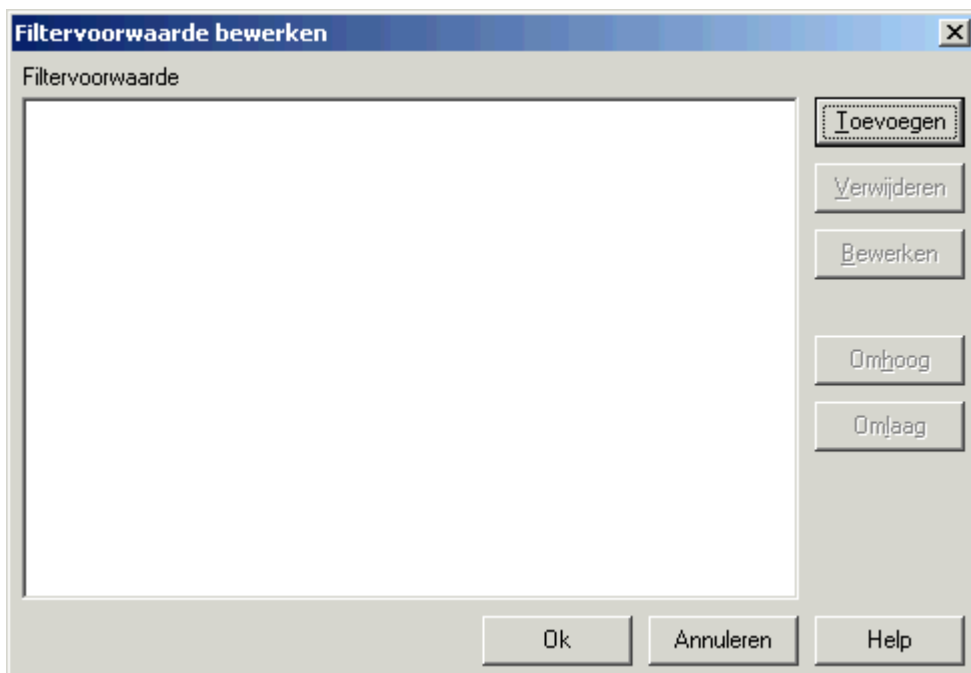 Filtervoorwaarde bewerken
Filtervoorwaarde
Toevoegen
Verwijderen
Bewerken
Omhoog
Omlaag
Ok Annuleren Help